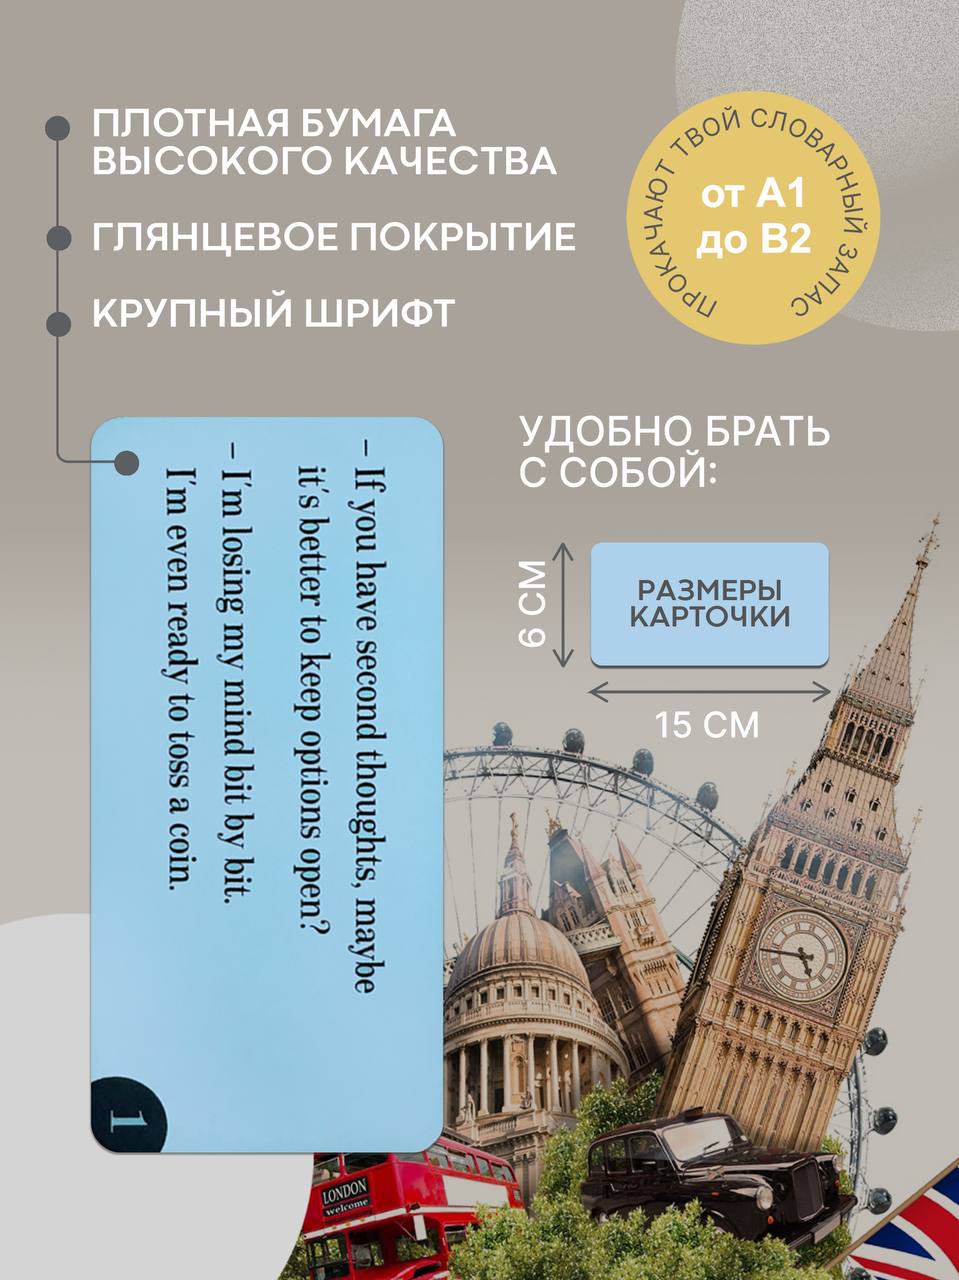 ПЛОТНАЯ БУМАГА
ВЫСОКОГО КАЧЕСТВА
ГЛЯНЦЕВОЕ ПОКРЫТИЕ
КРУПНЫЙ ШРИФТ
ПРОКАЧАЮТ ТВОЙ СЛОВАРНЫЙ ЗАПАС
от A1
до B2
УДОБНО БРАТЬ
С СОБОЙ:
6 СМ
РАЗМЕРЫ
КАРТОЧКИ
15 СМ
– If you have second thoughts, maybe
it's better to keep options open?
– I'm losing my mind bit by bit.
I'm even ready to toss a coin.
1
LONDON
welcome